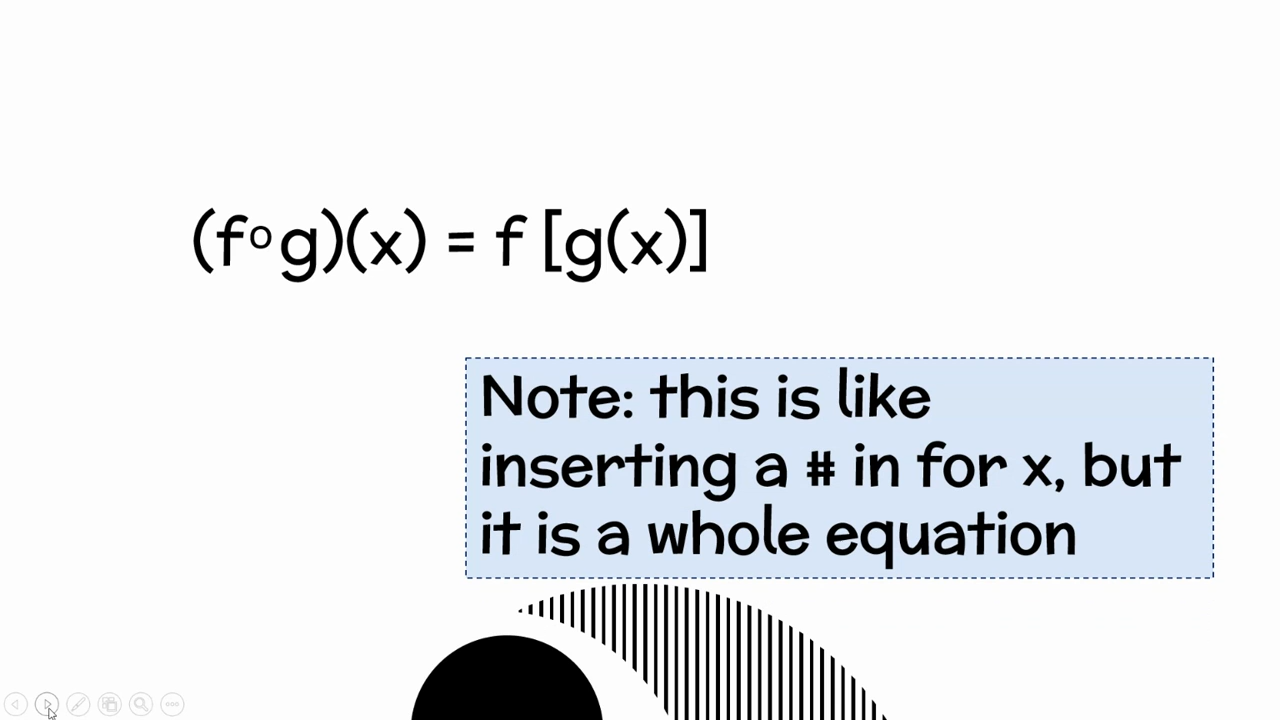 (f∘g)(x) = f [g(x)]
Note: this is like
inserting a # in for x, but
it is a whole equation